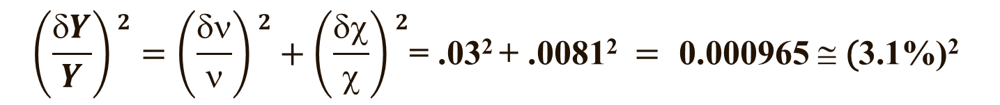 (δY/Y)² = (δν/ν)² + (δχ/χ)² = .03² + .0081² = 0.000965 ≅ (3.1%)²